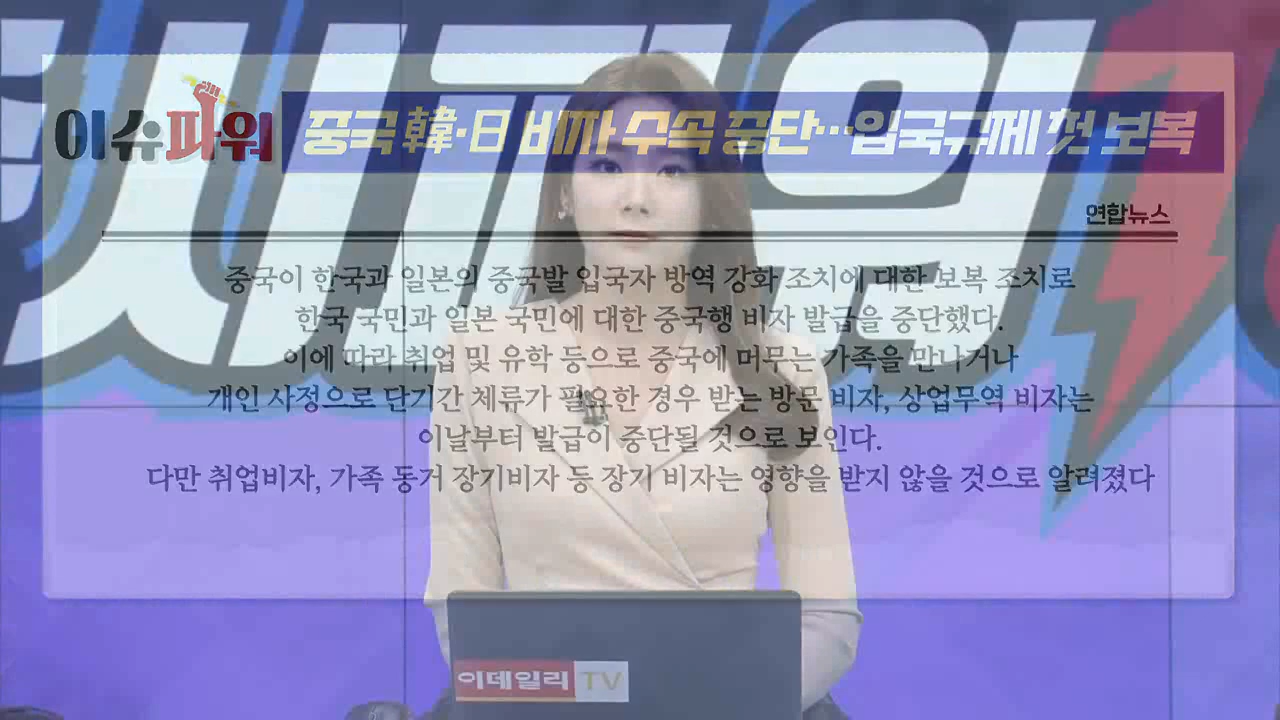 이슈파워
중국 韓·日 비자 수속 중단…입국규제 첫 보복
연합뉴스
중국이 한국과 일본의 중국발 입국자 방역 강화 조치에 대한 보복 조치로
한국 국민과 일본 국민에 대한 중국행 비자 발급을 중단했다.
이에 따라 취업 및 유학 등으로 중국에 머무는 가족을 만나거나
개인 사정으로 단기간 체류가 필요한 경우 받는 방문 비자, 상업무역 비자는
이날부터 발급이 중단될 것으로 보인다.
다만 취업비자, 가족 동거 장기비자 등 장기 비자는 영향을 받지 않을 것으로 알려졌다
이데일리 TV